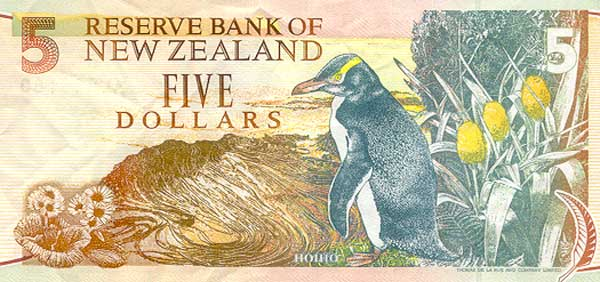 5 RESERVE BANK OF 5
NEW ZEALAND
FIVE
DOLLARS
hoiho
THOMAS DE LA RUE AND COMPANY LIMITED